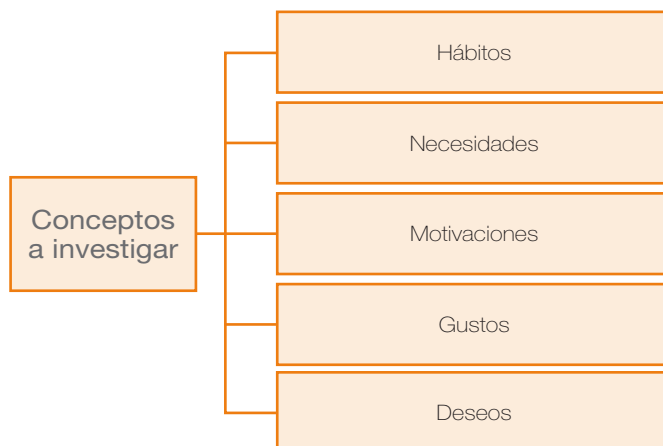 Conceptos
a investigar
Hábitos
Necesidades
Motivaciones
Gustos
Deseos